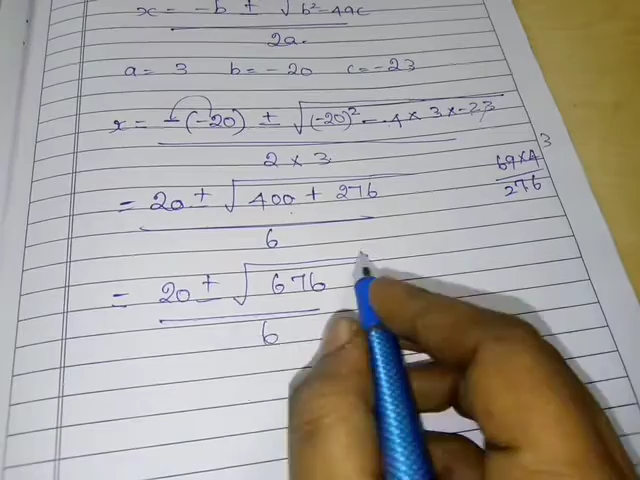 x = -b ± √b²-4ac
2a
a = 3 b = -20 c = -23
x = -(-20) ± √(-20)² - 4 × 3 × -23
2 × 3
69×4
3
276
= 20 ± √400 + 276
6
= 20 ± √676
6